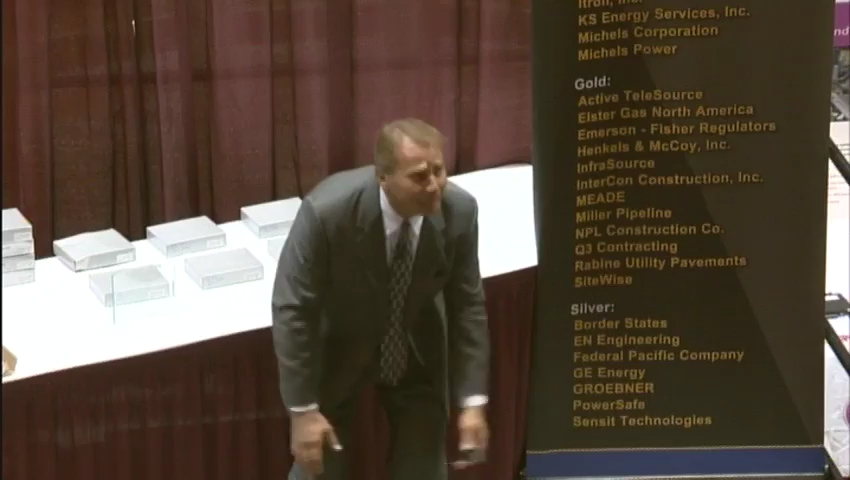 Itron, Inc.
KS Energy Services, Inc.
Michels Corporation
Michels Power
Gold:
Active TeleSource
Elster Gas North America
Emerson - Fisher Regulators
Henkels & McCoy, Inc.
InfraSource
InterCon Construction, Inc.
MEADE
Miller Pipeline
NPL Construction Co.
Q3 Contracting
Rabine Utility Pavements
SiteWise
Silver:
Border States
EN Engineering
Federal Pacific Company
GE Energy
GROEBNER
PowerSafe
Sensit Technologies